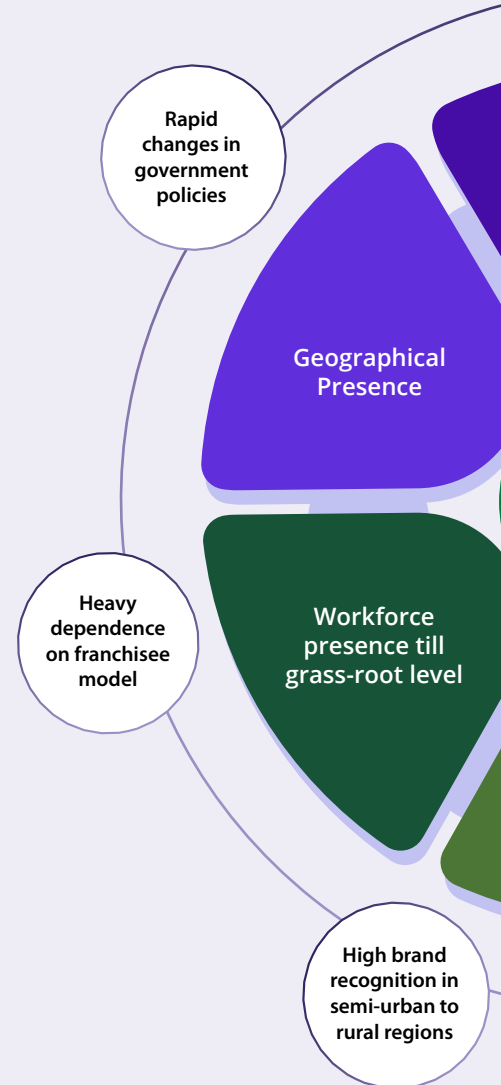 Rapid
changes in
government
policies
Geographical
Presence
Heavy
dependence
on franchisee
model
Workforce
presence till
grass-root level
High brand
recognition in
semi-urban to
rural regions